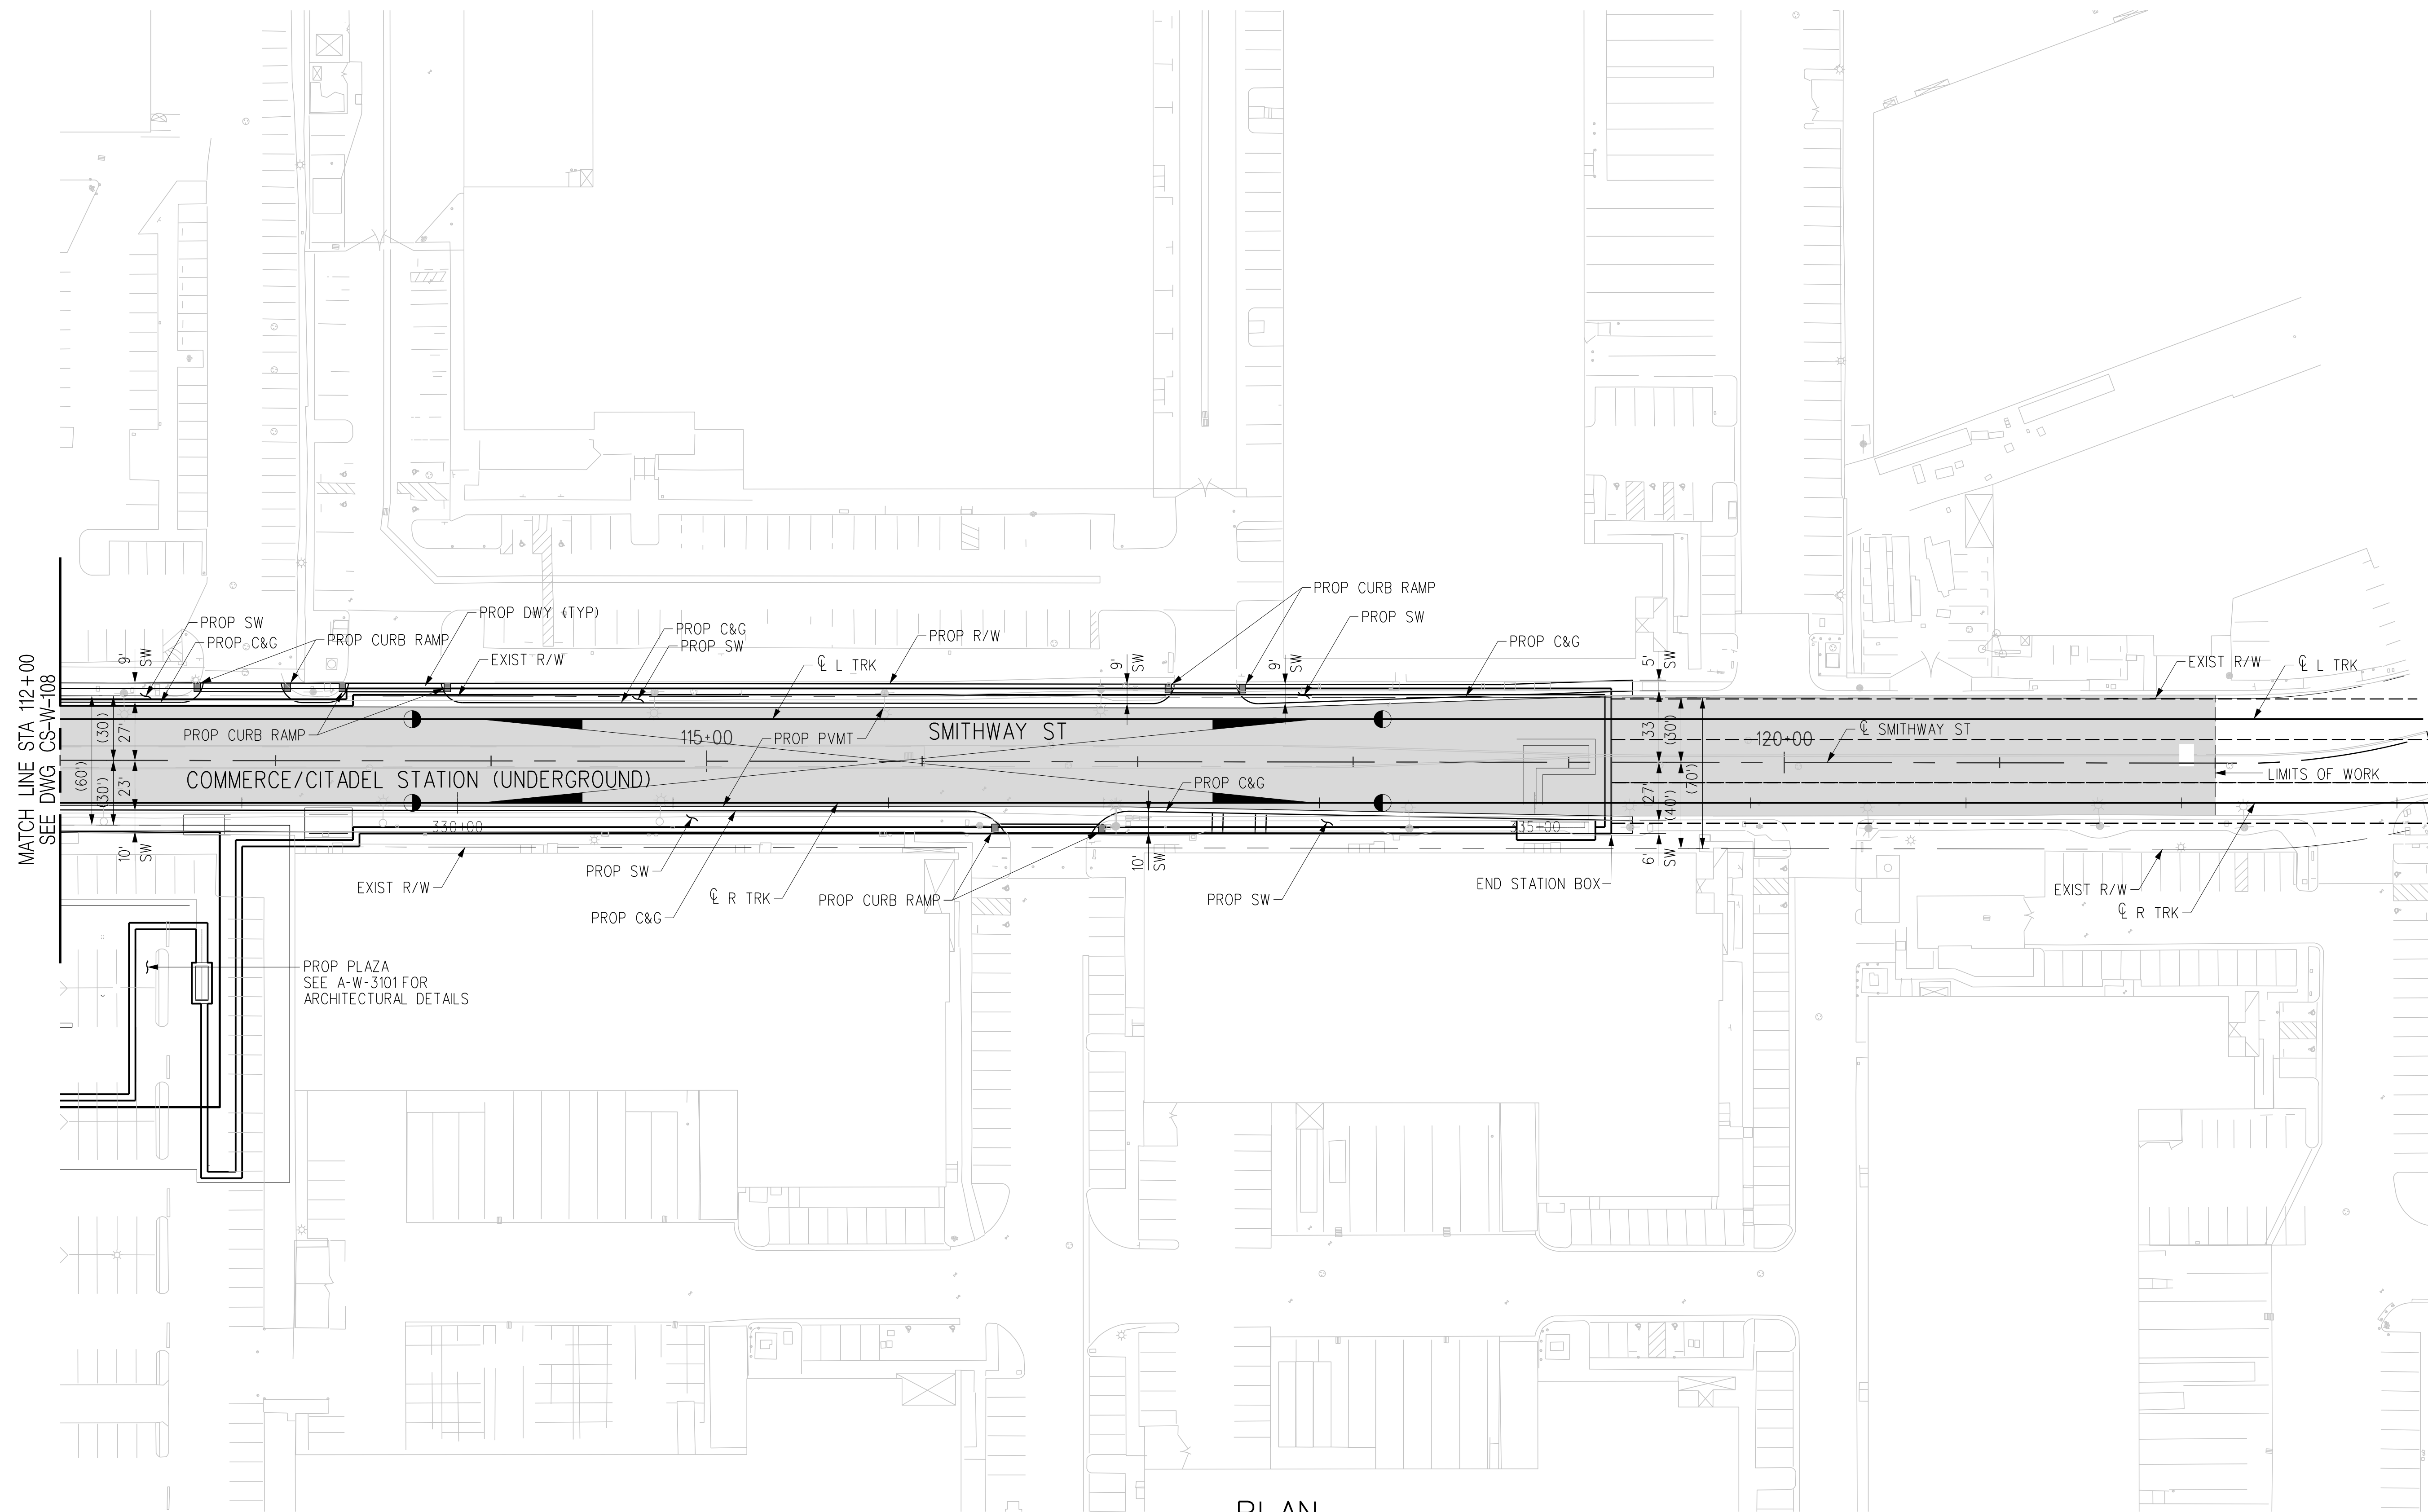 MATCH LINE STA 112+00
SEE DWG CS-W-108
PROP SW
PROP C&G
PROP CURB RAMP
PROP DWY (TYP)
EXIST R/W
PROP C&G
PROP SW
℄ L TRK
PROP R/W
PROP CURB RAMP
PROP SW
PROP C&G
EXIST R/W
℄ L TRK
9'
SW
9'
SW
9'
SW
5'
SW
(60')
(30')
27'
(30')
23'
10'
SW
PROP CURB RAMP
115+00
PROP PVMT
SMITHWAY ST
33'
(30')
120+00
℄ SMITHWAY ST
COMMERCE/CITADEL STATION (UNDERGROUND)
PROP C&G
27'
(40')
(70')
LIMITS OF WORK
330+00
335+00
10'
SW
6'
SW
EXIST R/W
PROP SW
PROP C&G
℄ R TRK
PROP CURB RAMP
PROP SW
END STATION BOX
EXIST R/W
℄ R TRK
PROP PLAZA
SEE A-W-3101 FOR
ARCHITECTURAL DETAILS
PLAN